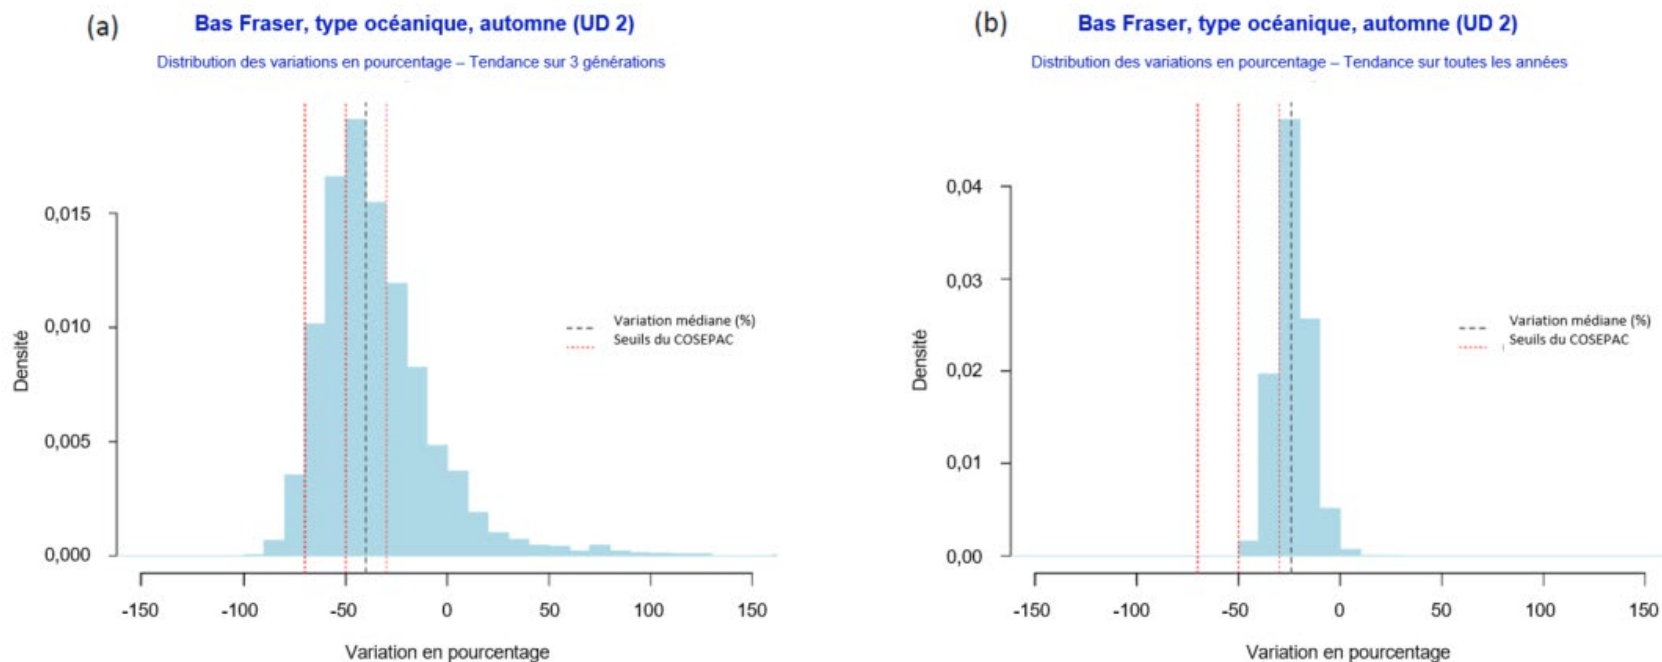 (a)
Bas Fraser, type océanique, automne (UD 2)
Distribution des variations en pourcentage – Tendance sur 3 générations
Densité
0,015
0,010
0,005
0,000
Variation médiane (%)
Seuils du COSEPAC
-150 -100 -50 0 50 100 150
Variation en pourcentage
(b)
Bas Fraser, type océanique, automne (UD 2)
Distribution des variations en pourcentage – Tendance sur toutes les années
Densité
0,04
0,03
0,02
0,01
0,00
Variation médiane (%)
Seuils du COSEPAC
-150 -100 -50 0 50 100 150
Variation en pourcentage